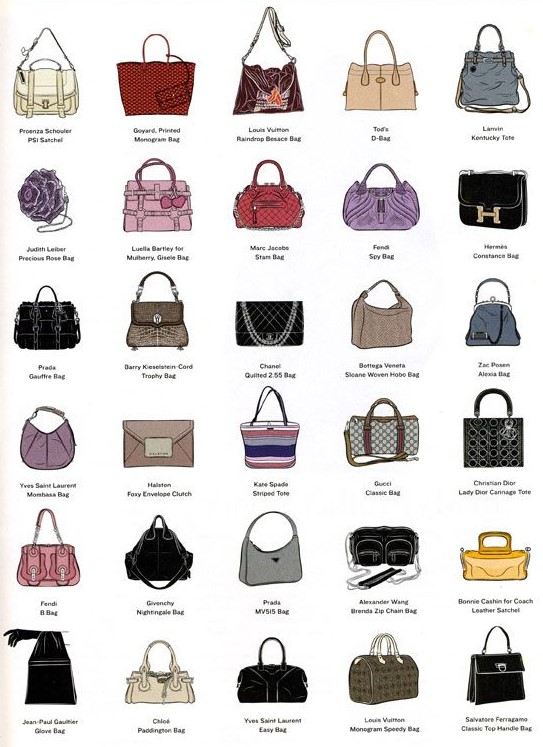 Proenza Schouler
PSI Satchel
Goyard, Printed
Monogram Bag
Louis Vuitton
Raindrop Besace Bag
Tod's
D-Bag
Lanvin
Kentucky Tote
Judith Leiber
Precious Rose Bag
Luella Bartley for
Mulberry, Gisele Bag
Marc Jacobs
Stam Bag
Fendi
Spy Bag
Hermès
Constance Bag
Prada
Gauffre Bag
Barry Kieselstein-Cord
Trophy Bag
Chanel
Quilted 2.55 Bag
Bottega Veneta
Sloane Woven Hobo Bag
Zac Posen
Alexia Bag
Yves Saint Laurent
Mombasa Bag
HALSTON
Halston
Foxy Envelope Clutch
Kate Spade
Striped Tote
Gucci
Classic Bag
Christian Dior
Lady Dior Cannage Tote
Fendi
B.Bag
Givenchy
Nightingale Bag
Prada
MV515 Bag
Alexander Wang
Brenda Zip Chain Bag
Bonnie Cashin for Coach
Leather Satchel
Jean-Paul Gaultier
Glove Bag
Chloé
Paddington Bag
Yves Saint Laurent
Easy Bag
Louis Vuitton
Monogram Speedy Bag
Salvatore Ferragamo
Classic Top Handle Bag